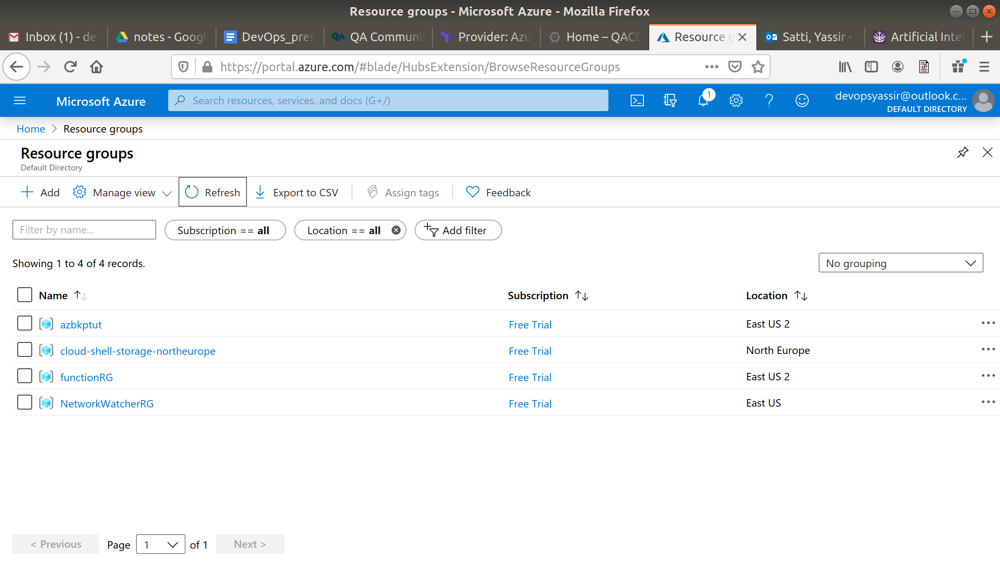 Resource groups - Microsoft Azure - Mozilla Firefox
Inbox (1) - dev notes - Googl DevOps_pres QA Communi Provider: Azu Home – QACD Resource g Satti, Yassir - Artificial Intel
https://portal.azure.com/#blade/HubsExtension/BrowseResourceGroups
Microsoft Azure Search resources, services, and docs (G+/) 1 devopsyassir@outlook.c...
DEFAULT DIRECTORY
Home > Resource groups
Resource groups
Default Directory
Add Manage view Refresh Export to CSV Assign tags Feedback
Filter by name... Subscription == all Location == all Add filter
Showing 1 to 4 of 4 records. No grouping
Name Subscription Location
azbkptut Free Trial East US 2
cloud-shell-storage-northeurope Free Trial North Europe
functionRG Free Trial East US 2
NetworkWatcherRG Free Trial East US
< Previous Page 1 of 1 Next >